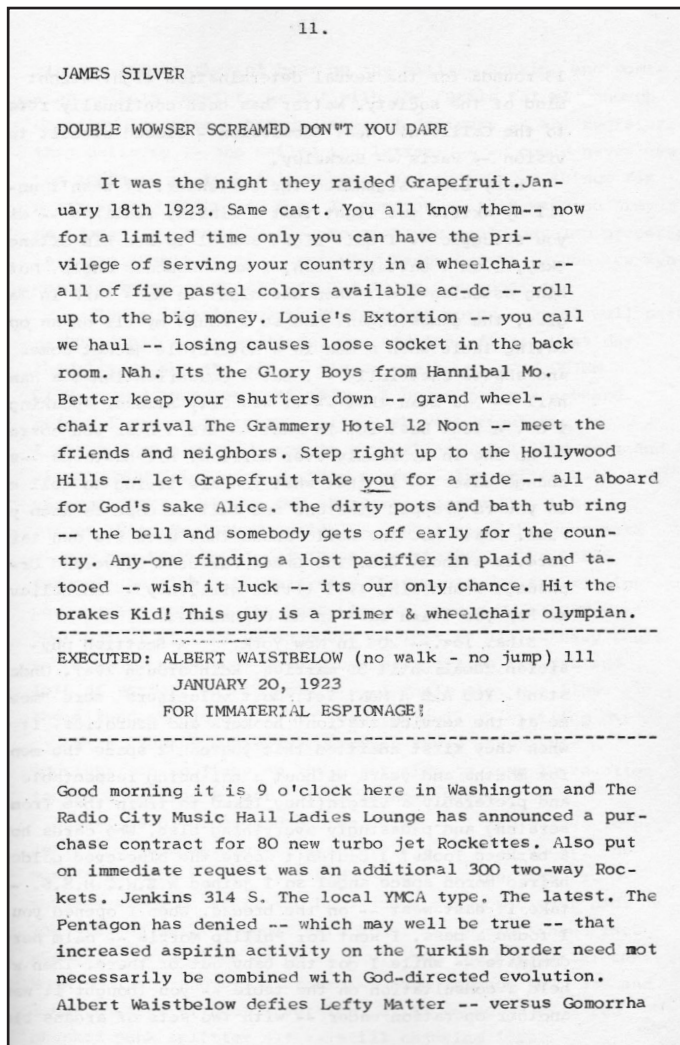 11.
JAMES SILVER
DOUBLE WOWSER SCREAMED DON"T YOU DARE
It was the night they raided Grapefruit.Jan-
uary 18th 1923. Same cast. You all know them-- now
for a limited time only you can have the pri-
vilege of serving your country in a wheelchair --
all of five pastel colors available ac-dc -- roll
up to the big money. Louie's Extortion -- you call
we haul -- losing causes loose socket in the back
room. Nah. Its the Glory Boys from Hannibal Mo.
Better keep your shutters down -- grand wheel-
chair arrival The Grammery Hotel 12 Noon -- meet the
friends and neighbors. Step right up to the Hollywood
Hills -- let Grapefruit take you for ride -- all aboard
for God's sake Alice. the dirty pots and bath tub ring
-- the bell and somebody gets off early for the coun-
try. Any-one finding a lost pacifier in plaid and ta-
tooed -- wish it luck -- its our only chance. Hit the
brakes Kid! This guy is a primer & wheelchair olympian.
EXECUTED: ALBERT WAISTBELOW (no walk - no jump) lll
JANUARY 20, 1923
FOR IMMATERIAL ESPIONAGE!
Good morning it is 9 o'clock here in Washington and The
Radio City Music Hall Ladies Lounge has announced a pur-
chase contract for 80 new turbo jet Rockettes. Also put
on immediate request was an additional 300 two-way Roc-
kets. Jenkins 314 S. The local YMCA type. The latest. The
Pentagon has denied -- which may well be true -- that
increased aspirin activity on the Turkish border need not
necessarily be combined with God-directed evolution.
Albert Waistbelow defies Lefty Matter -- versus Gomorrha